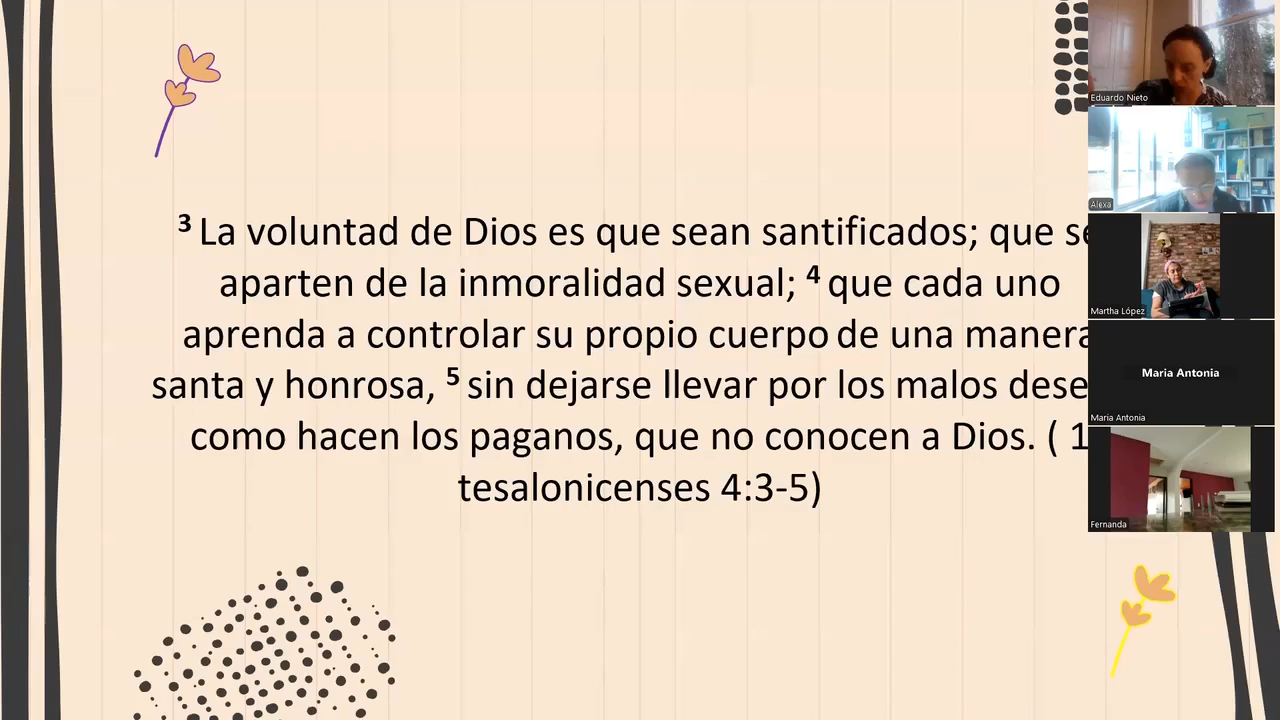 ³ La voluntad de Dios es que sean santificados; que se
aparten de la inmoralidad sexual; ⁴ que cada uno
aprenda a controlar su propio cuerpo de una manera
santa y honrosa, ⁵ sin dejarse llevar por los malos dese
como hacen los paganos, que no conocen a Dios. ( 1
tesalonicenses 4:3-5)
Eduardo Nieto
Alexa
Martha López
Maria Antonia
Maria Antonia
Fernanda